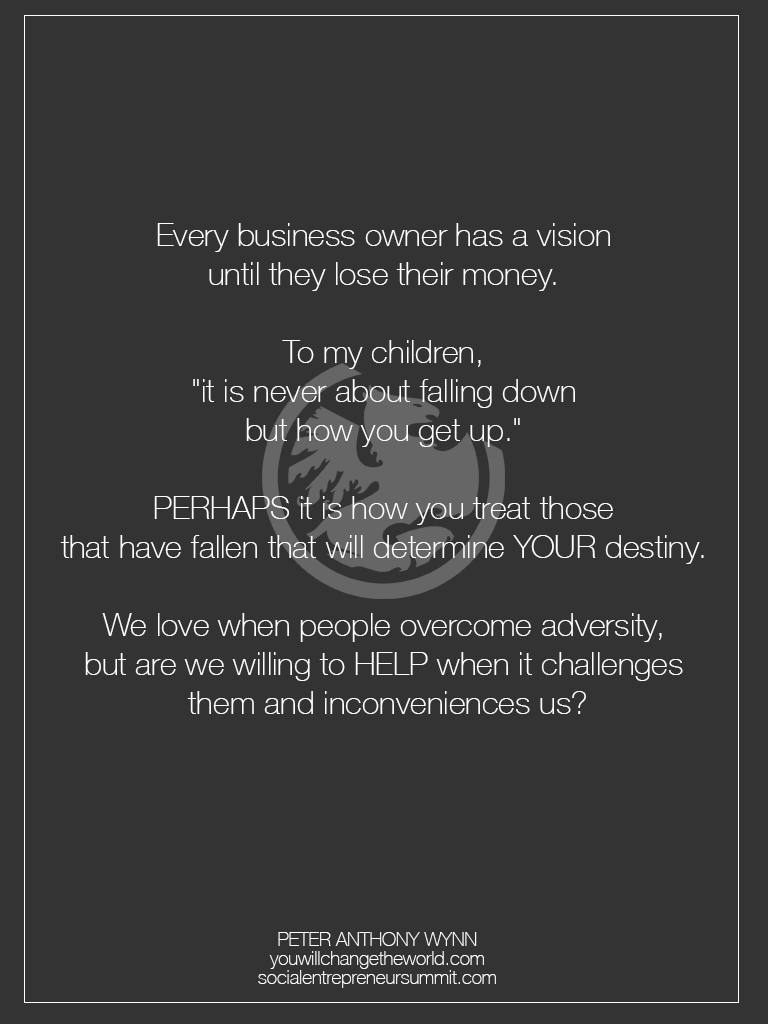 Every business owner has a vision
until they lose their money.
To my children,
"it is never about falling down
but how you get up."
PERHAPS it is how you treat those
that have fallen that will determine YOUR destiny.
We love when people overcome adversity,
but are we willing to HELP when it challenges
them and inconveniences us?
PETER ANTHONY WYNN
youwillchangetheworld.com
socialentrepreneursummit.com